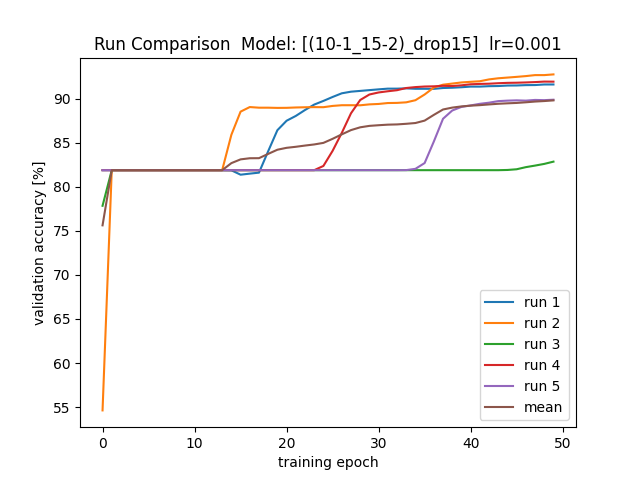 Run Comparison  Model: [(10-1_15-2)_drop15]  lr=0.001
validation accuracy [%]
90
85
80
75
70
65
60
55
run 1
run 2
run 3
run 4
run 5
mean
0 10 20 30 40 50
training epoch